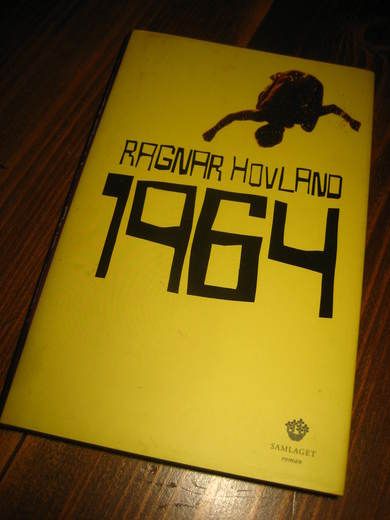 RAGNAR HOVLAND
1964
SAMLAGET
roman